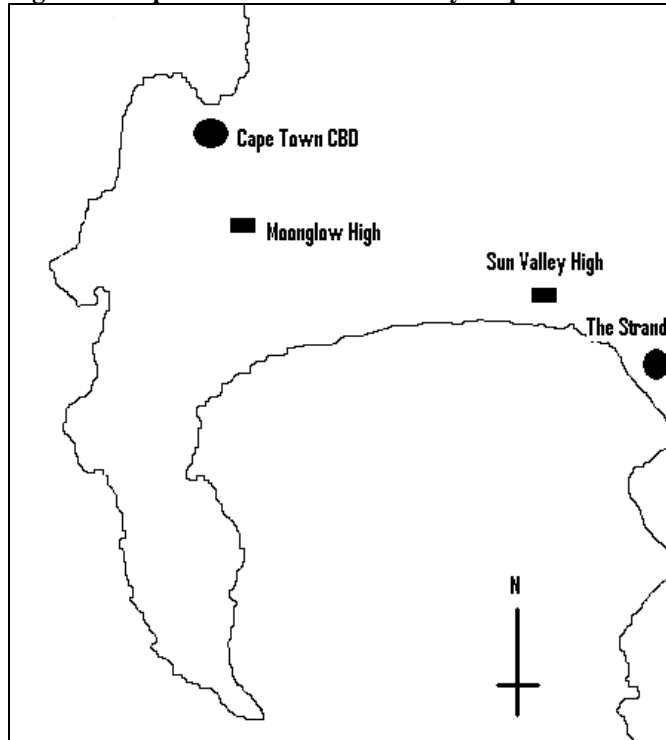 Cape Town CBD
Moonglow High
Sun Valley High
The Strand
N